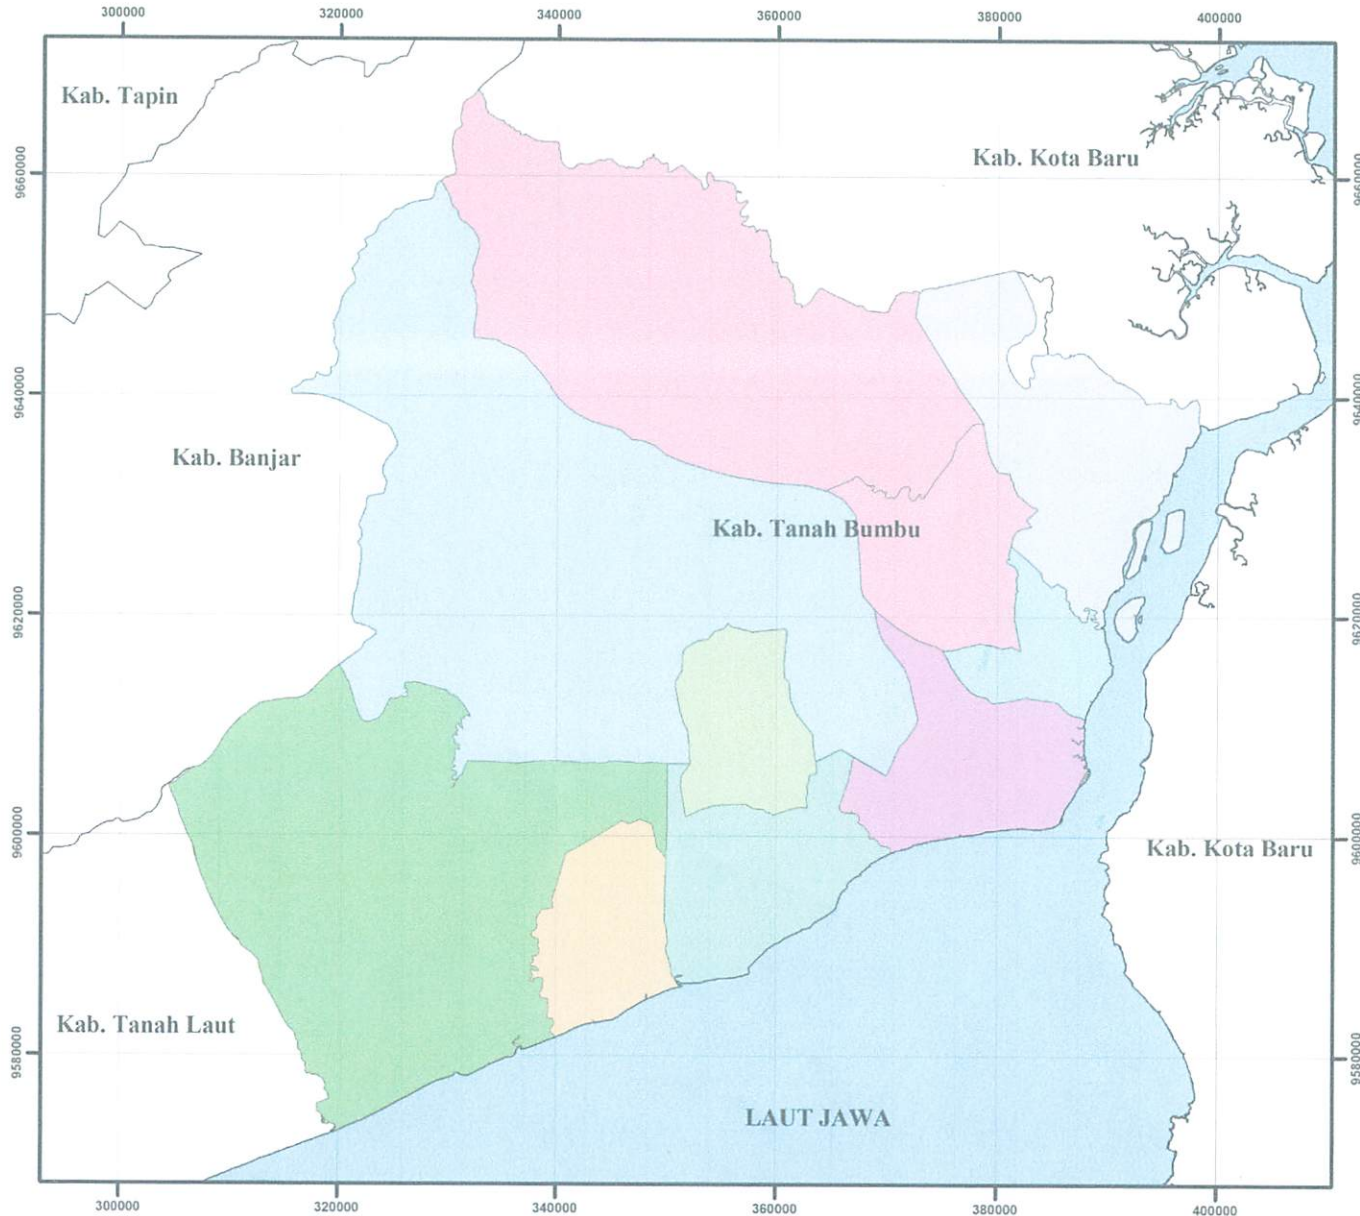 300000 320000 340000 360000 380000 400000
Kab. Tapin
Kab. Kota Baru
9660000
9660000
9640000
9640000
Kab. Banjar
Kab. Tanah Bumbu
9620000
9620000
9600000
9600000
Kab. Kota Baru
Kab. Tanah Laut
9580000
9580000
LAUT JAWA
300000 320000 340000 360000 380000 400000